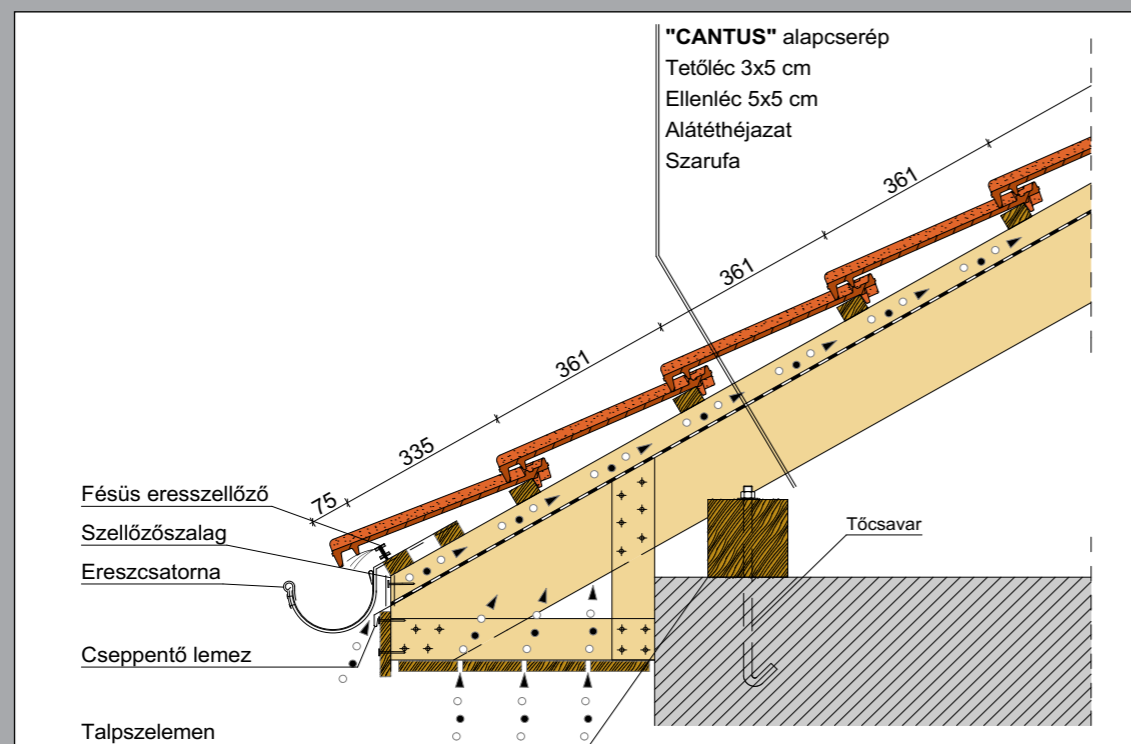 "CANTUS" alapcserép
Tetőléc 3x5 cm
Ellenléc 5x5 cm
Alátéthéjazat
Szarufa
361
361
361
335
75
Fésüs eresszellőző
Szellőzőszalag
Ereszcsatorna
Tőcsavar
Cseppentő lemez
Talpszelemen